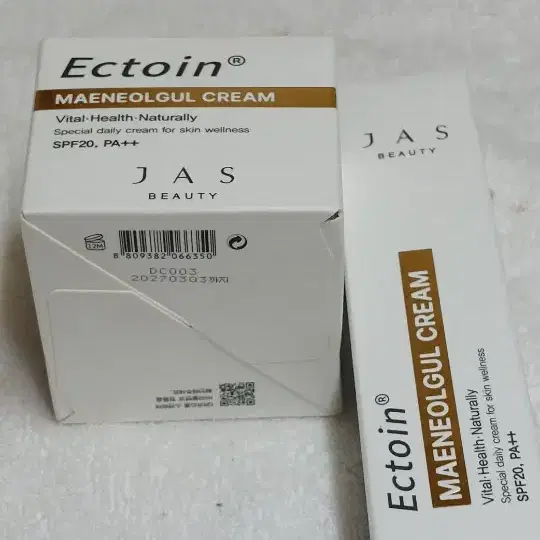 Ectoin®
MAENEOLGUL CREAM
Vital·Health·Naturally
Special daily cream for skin wellness
SPF20, PA++
JAS
BEAUTY
12M
8 809382 066350
DC003
20270303까지
JAS
BEAUTY
Ectoin®
MAENEOLGUL CREAM
Vital·Health·Naturally
Special daily cream for skin wellness
SPF20, PA++